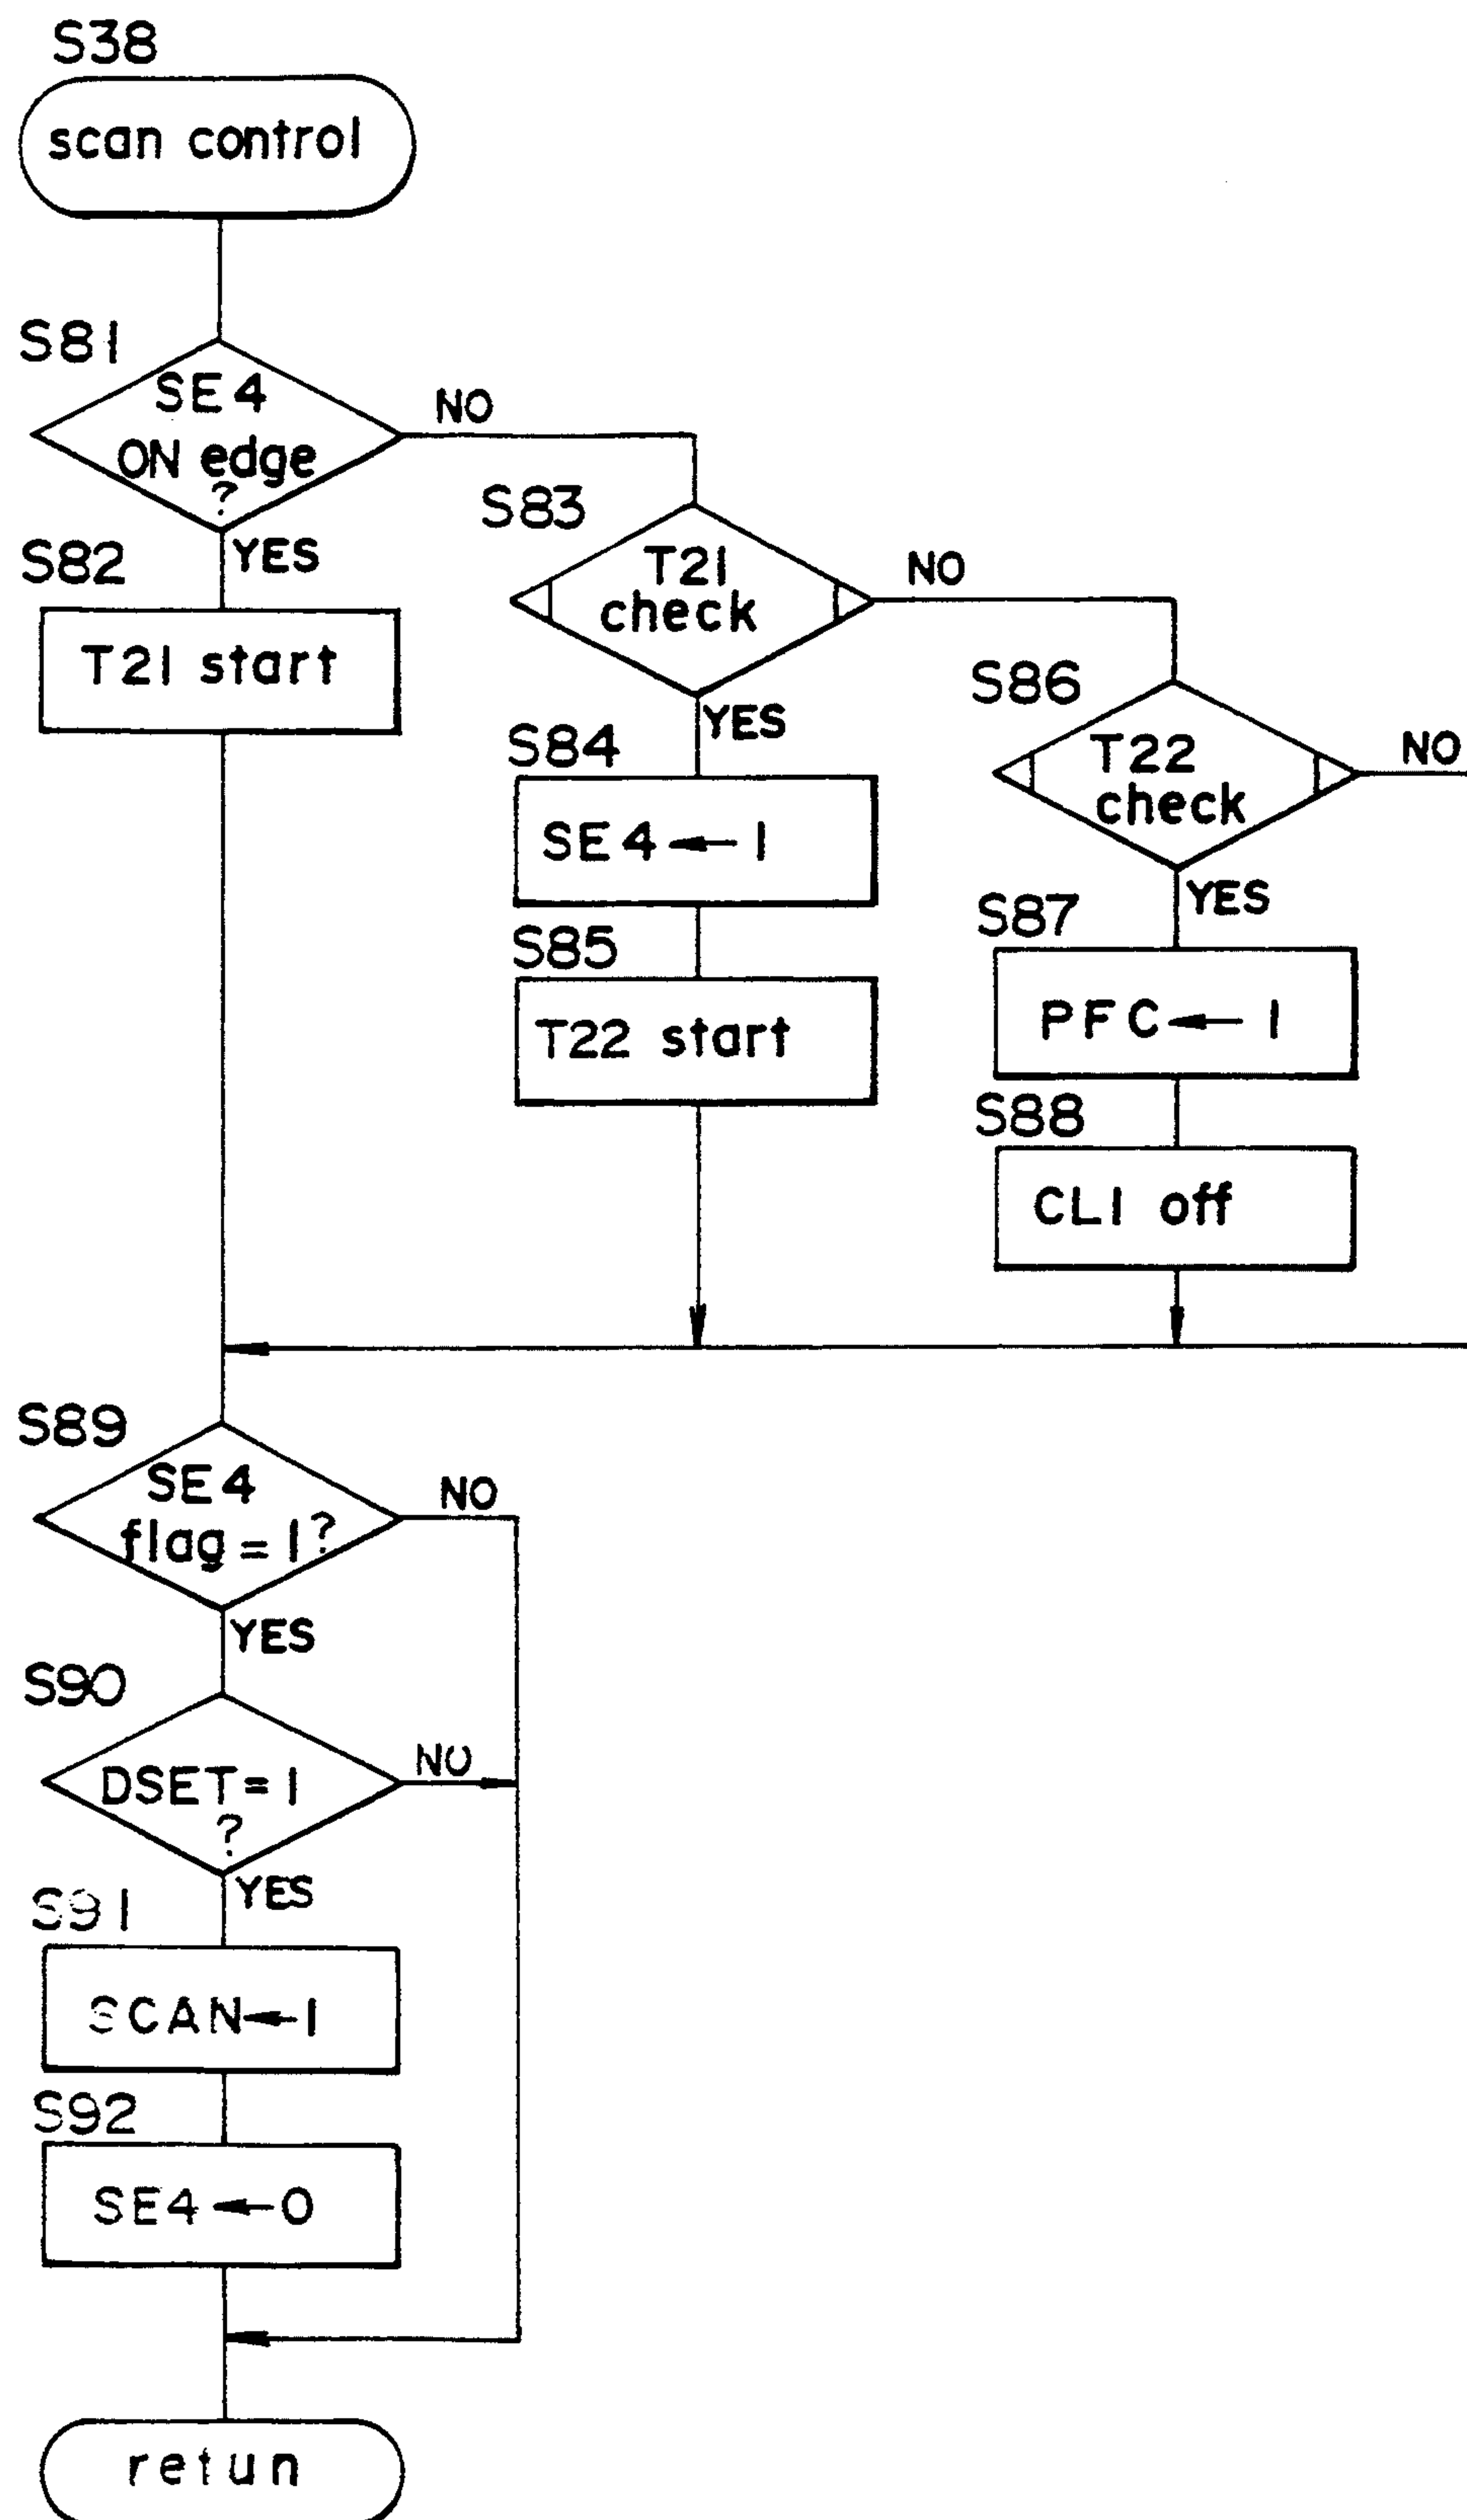 S38
scan control
S81
SE4
ON edge
?
NO
YES
S82
T21 start
S83
T21
check
NO
YES
S84
SE4 ← 1
S85
T22 start
S86
T22
check
NO
YES
S87
PFC ← 1
S88
CL1 off
S89
SE4
flag = 1 ?
NO
YES
S90
DSET = 1
?
NO
YES
S91
SCAN ← 1
S92
SE4 ← 0
retun